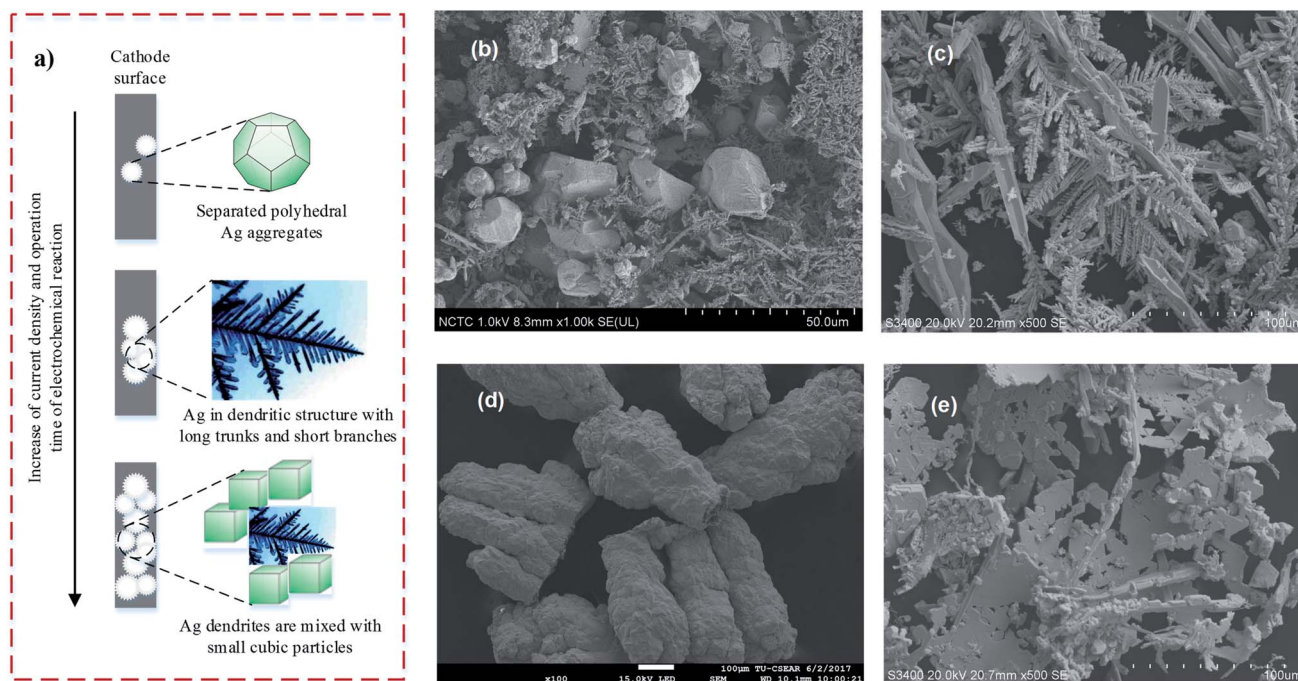 a)
Cathode
surface
Increase of current density and operation
time of electrochemical reaction
Separated polyhedral
Ag aggregates
Ag in dendritic structure with
long trunks and short branches
Ag dendrites are mixed with
small cubic particles
(b)
NCTC 1.0kV 8.3mm x1.00k SE(UL)
50.0um
(c)
S3400 20.0kV 20.2mm x500 SE
100um
(d)
100µm TU-CSEAR 6/2/2017
x100 15.0kV LED SEM WD 10.1mm 10:00:21
(e)
S3400 20.0kV 20.7mm x500 SE
100um